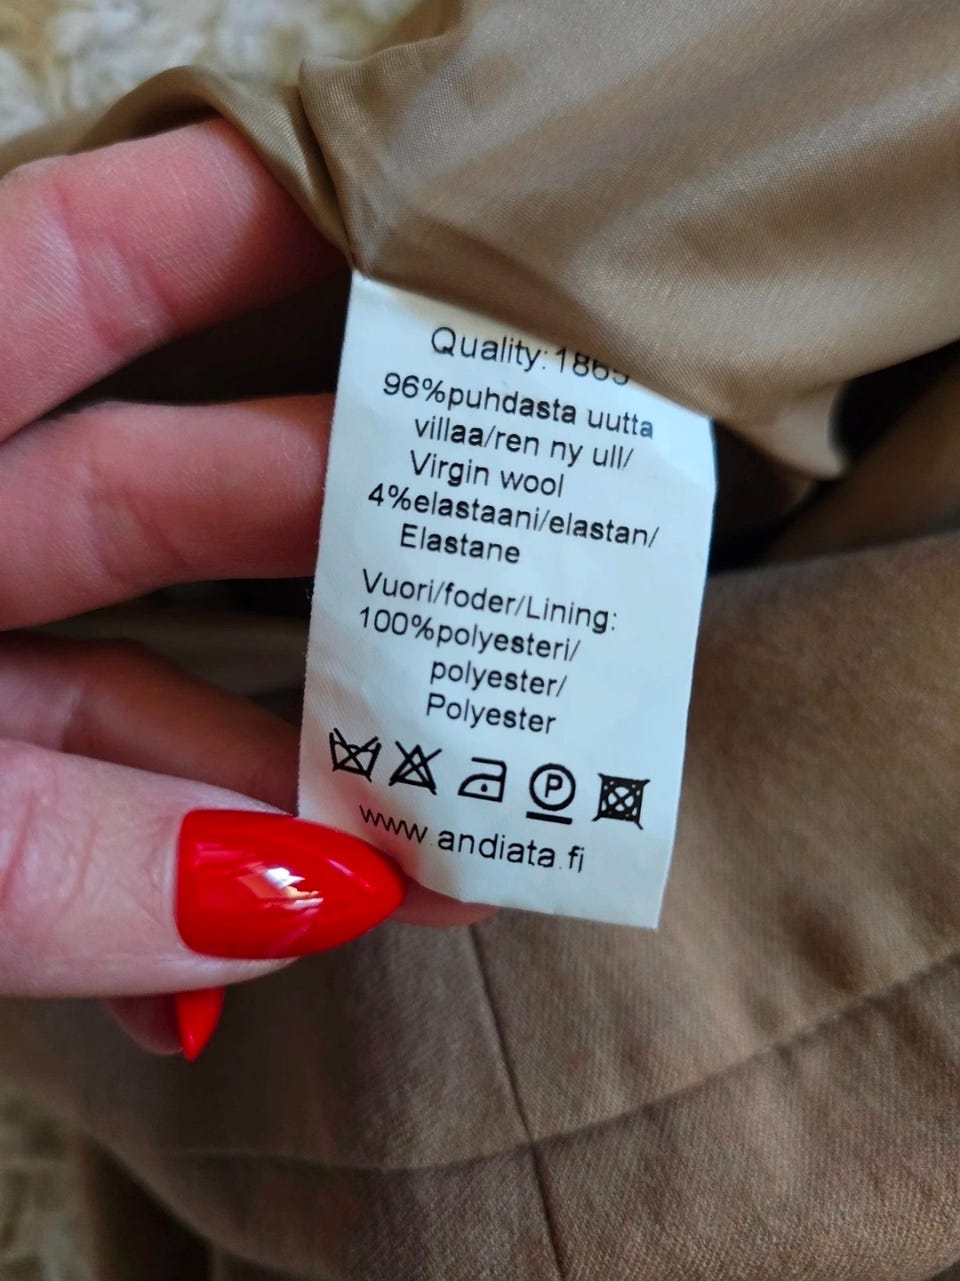 Quality:
96%puhdasta uutta
villaa/ren ny ull/
Virgin wool
4%elastaani/elastan/
Elastane
Vuori/foder/Lining:
100%polyesteri/
polyester/
Polyester
P
www.andiata.fi